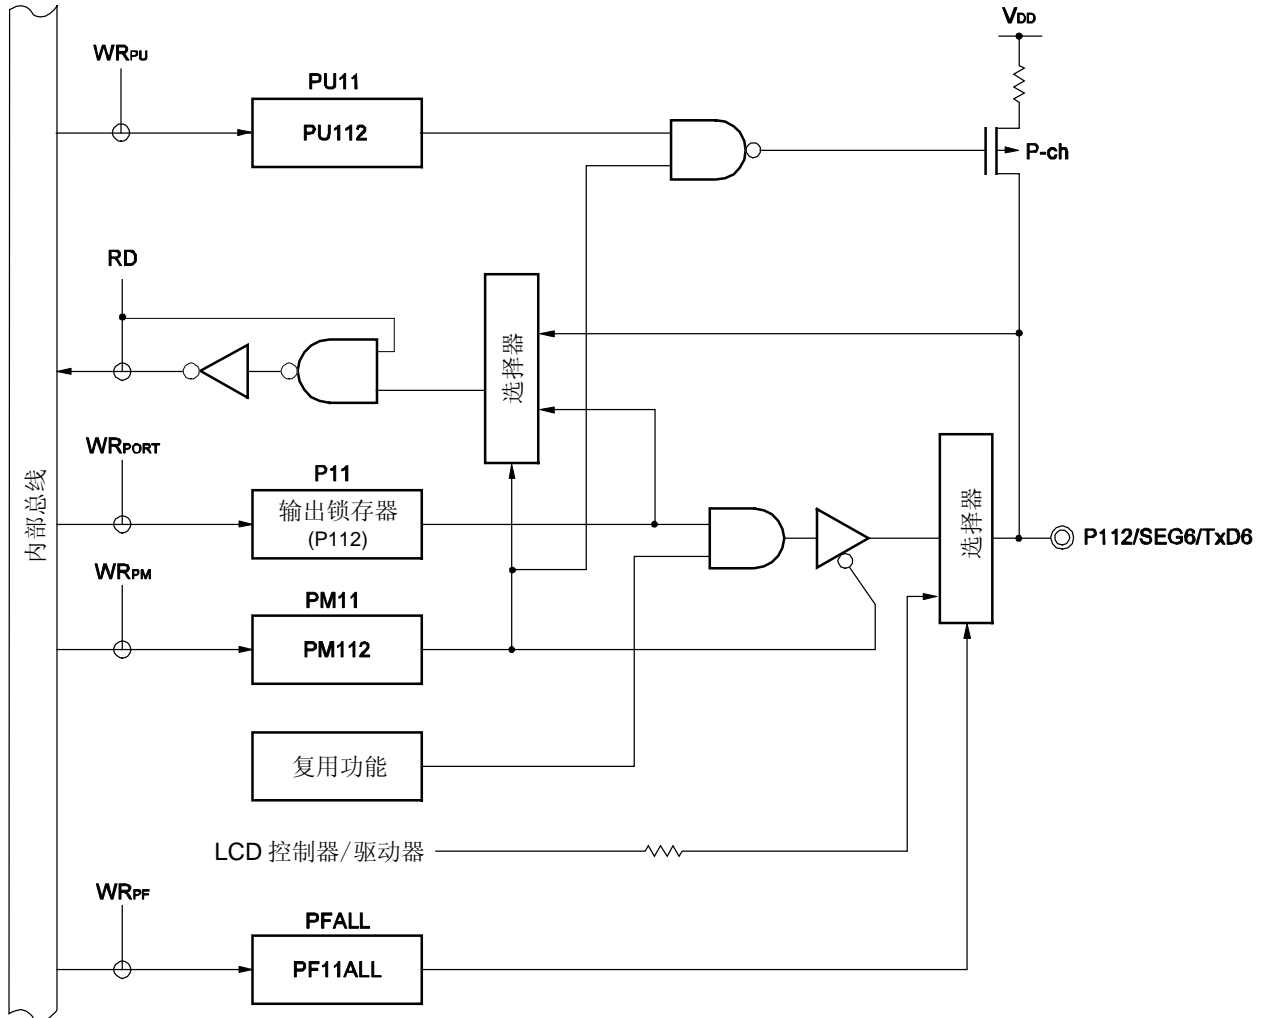 VDD
WRPU
PU11
PU112
P-ch
RD
选择器
WRPORT
P11
输出锁存器
(P112)
内部总线
选择器
P112/SEG6/TxD6
WRPM
PM11
PM112
复用功能
LCD 控制器/驱动器
WRPF
PFALL
PF11ALL